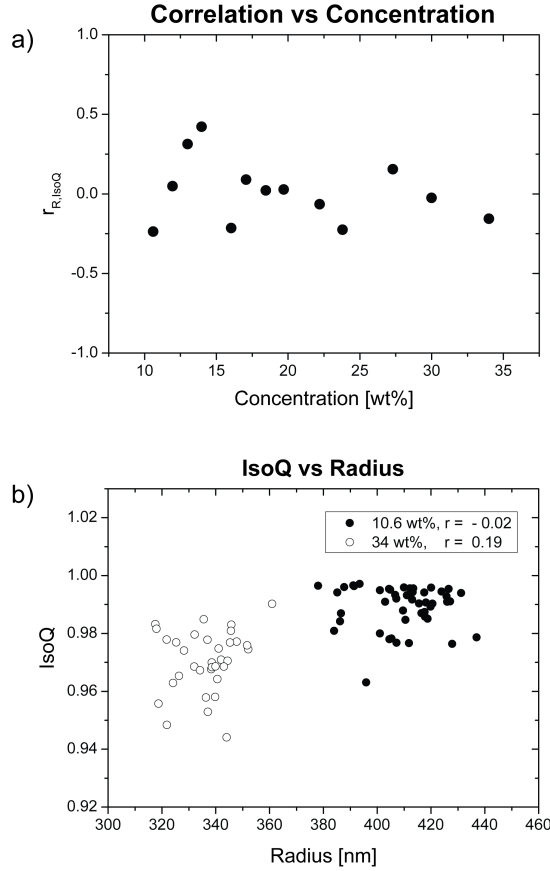 Correlation vs Concentration
a)
1.0
0.5
0.0
-0.5
-1.0
r R,IsoQ
10 15 20 25 30 35
Concentration [wt%]
IsoQ vs Radius
b)
10.6 wt%, r = - 0.02
34 wt%, r = 0.19
1.02
1.00
0.98
0.96
0.94
0.92
IsoQ
300 320 340 360 380 400 420 440 460
Radius [nm]